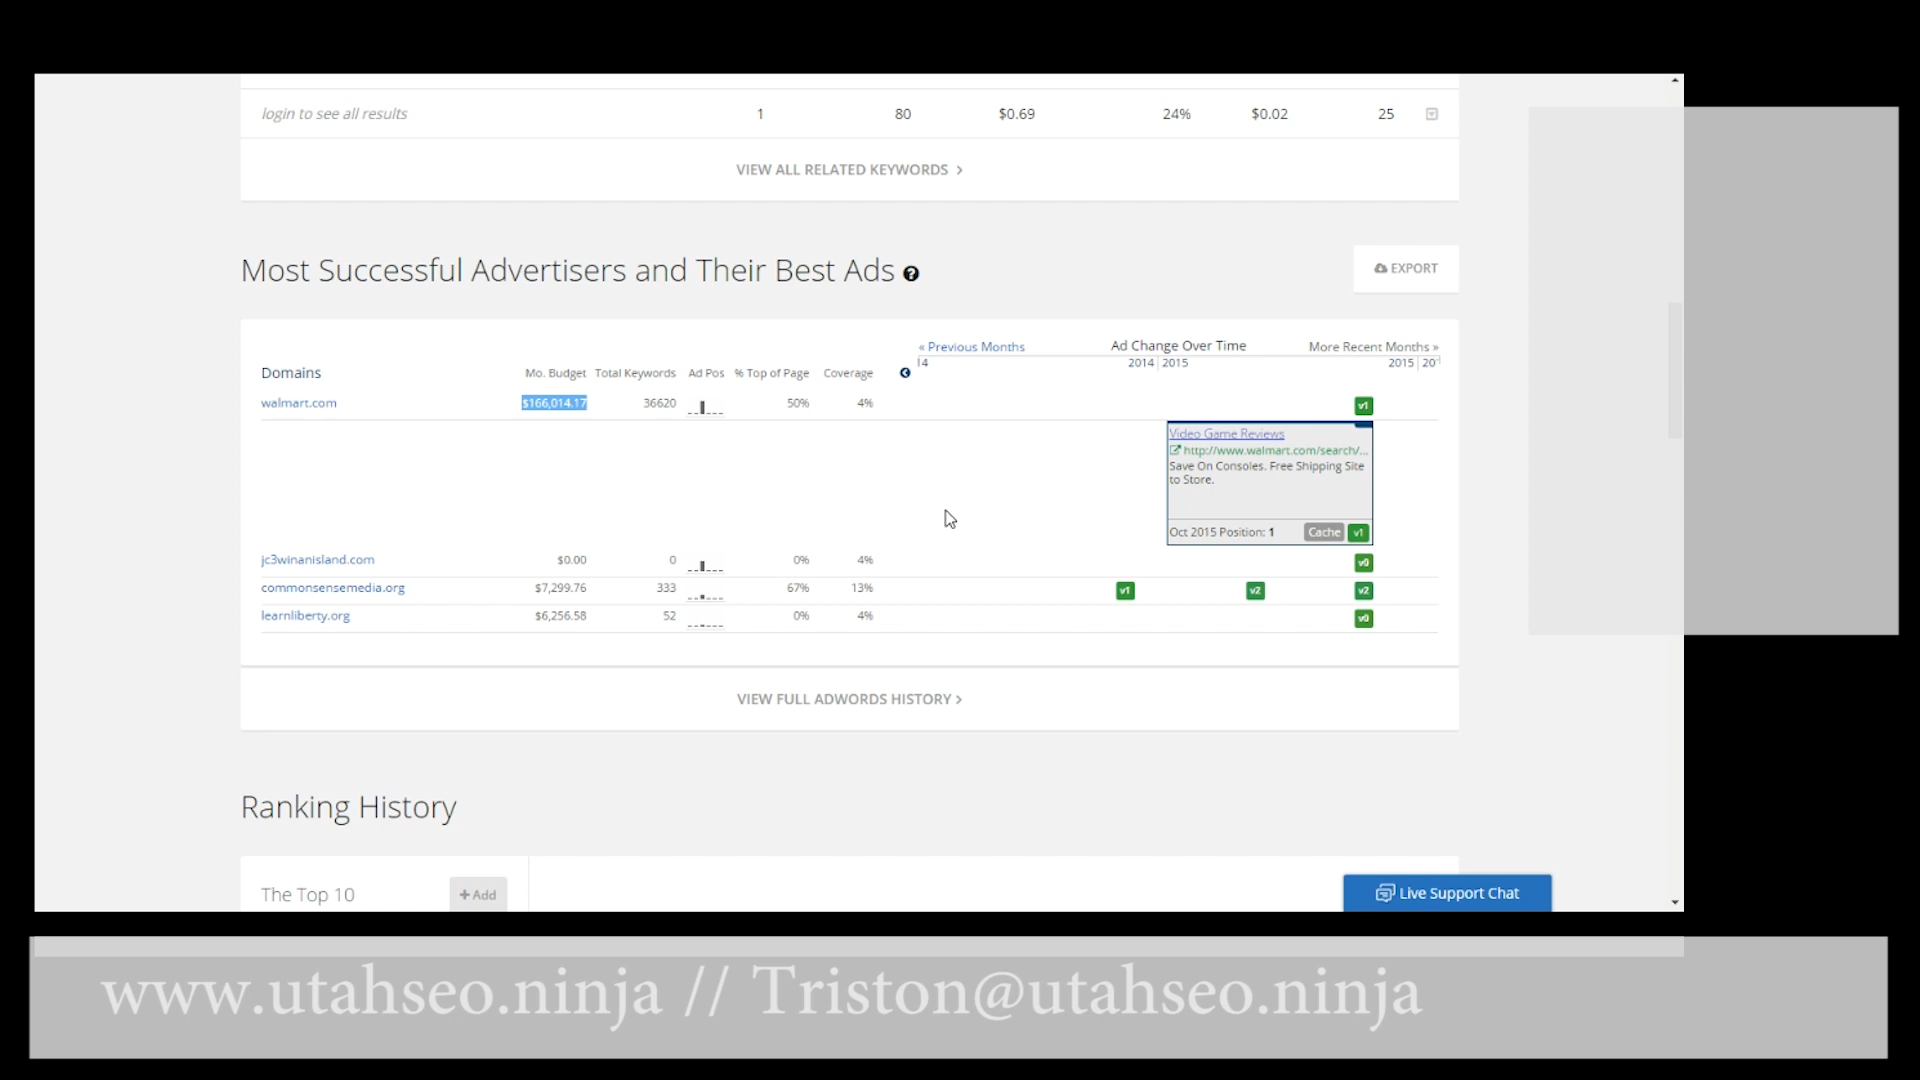 login to see all results 1 80 $0.69 24% $0.02 25
VIEW ALL RELATED KEYWORDS >
Most Successful Advertisers and Their Best Ads ?
EXPORT
« Previous Months Ad Change Over Time More Recent Months »
14 2014 2015 2015 201
Domains Mo. Budget Total Keywords Ad Pos % Top of Page Coverage
walmart.com $166,014.17 36620 50% 4% v1
Video Game Reviews
http://www.walmart.com/search/...
Save On Consoles. Free Shipping Site
to Store.
Oct 2015 Position: 1 Cache v1
jc3winanisland.com $0.00 0 0% 4% v0
commonsensemedia.org $7,299.76 333 67% 13% v1 v2 v2
learnliberty.org $6,256.58 52 0% 4% v0
VIEW FULL ADWORDS HISTORY >
Ranking History
The Top 10 + Add
Live Support Chat
www.utahseo.ninja // Triston@utahseo.ninja